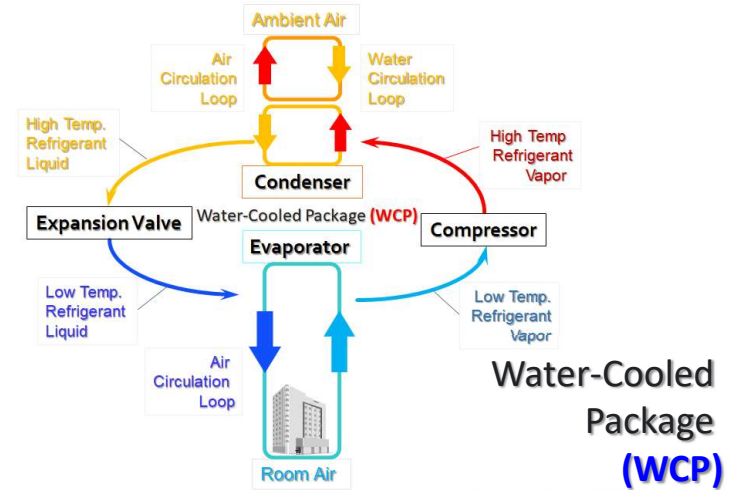 Ambient Air
Air
Circulation
Loop
Water
Circulation
Loop
High Temp.
Refrigerant
Liquid
High Temp
Refrigerant
Vapor
Condenser
Expansion Valve
Water-Cooled Package (WCP)
Compressor
Evaporator
Low Temp.
Refrigerant
Liquid
Low Temp.
Refrigerant
Vapor
Air
Circulation
Loop
Room Air
Water-Cooled
Package
(WCP)